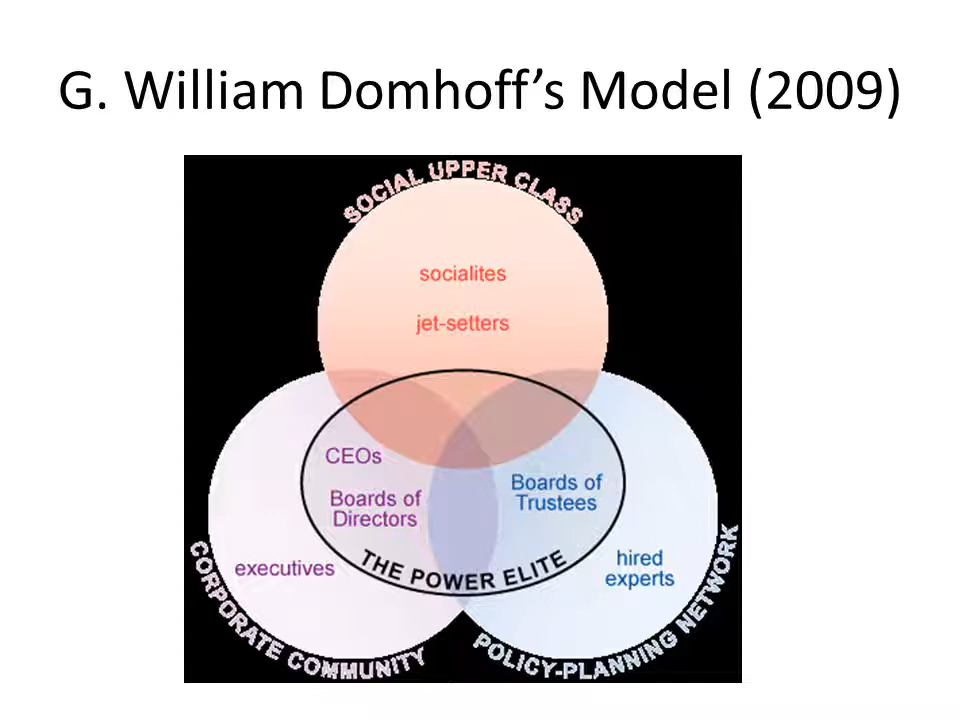 G. William Domhoff’s Model (2009)
SOCIAL UPPER CLASS
socialites
jet-setters
CEOs
Boards of
Directors
Boards of
Trustees
executives
THE POWER ELITE
hired
experts
CORPORATE COMMUNITY
POLICY-PLANNING NETWORK